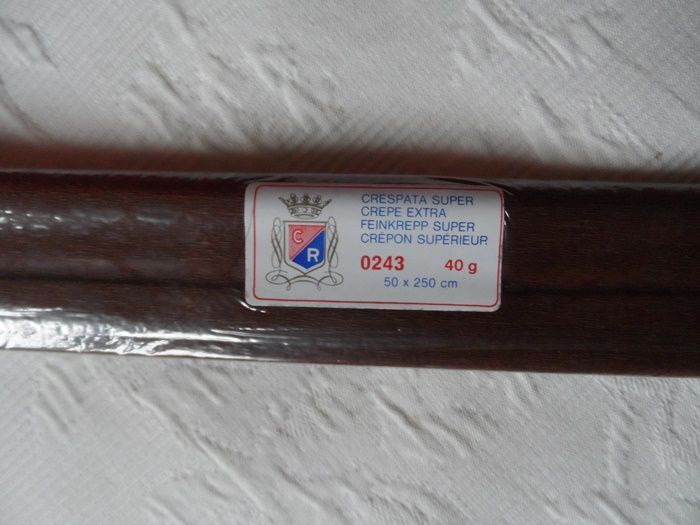 CRESPATA SUPER
CREPE EXTRA
FEINKREPP SUPER
CRÉPON SUPÉRIEUR
C
R
0243 40 g
50 x 250 cm